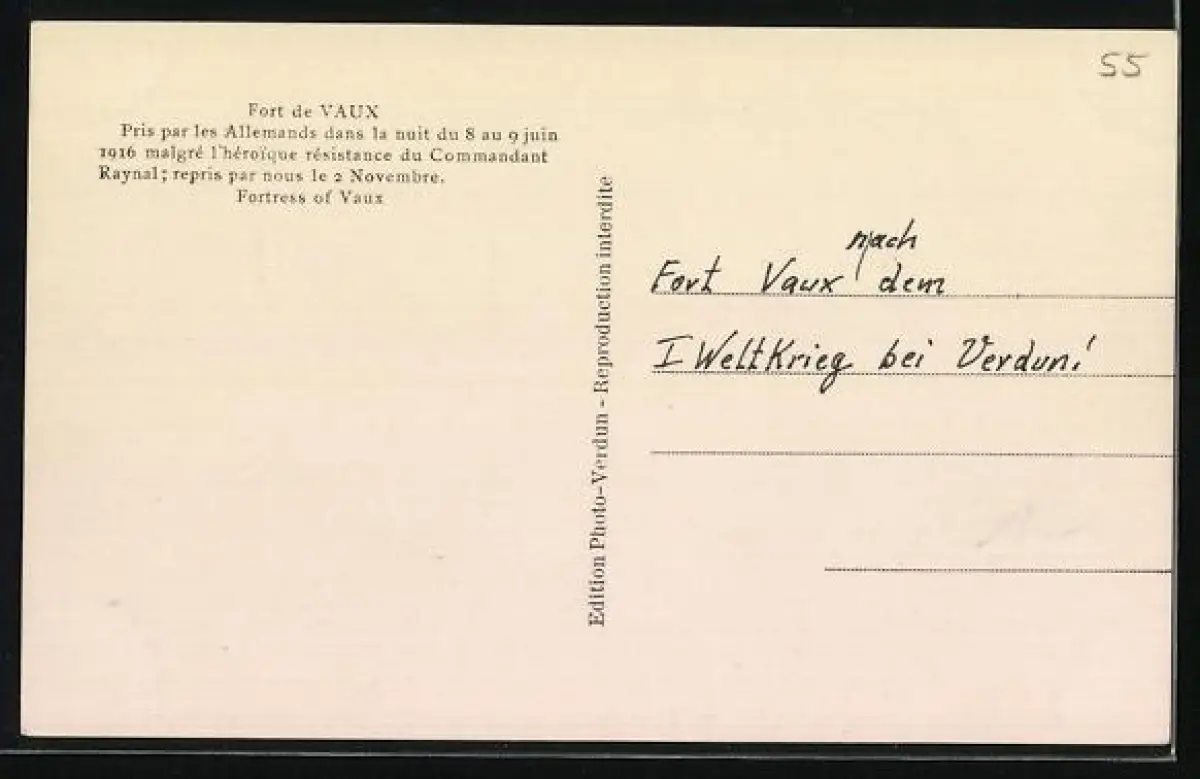 55
Fort de VAUX
Pris par les Allemands dans la nuit du 8 au 9 juin
1916 malgré l'héroïque résistance du Commandant
Raynal; repris par nous le 2 Novembre.
Fortress of Vaux
Edition Photo-Verdun - Reproduction interdite
nach
Fort Vaux dem
I WeltKrieg bei Verdun!